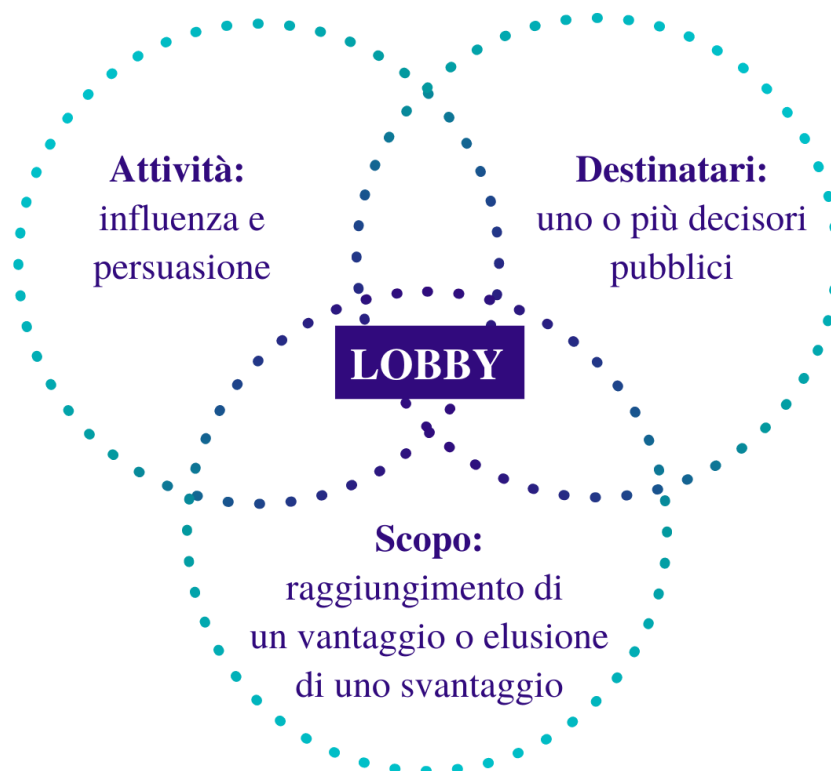 Attività:
influenza e
persuasione
Destinatari:
uno o più decisori
pubblici
LOBBY
Scopo:
raggiungimento di
un vantaggio o elusione
di uno svantaggio